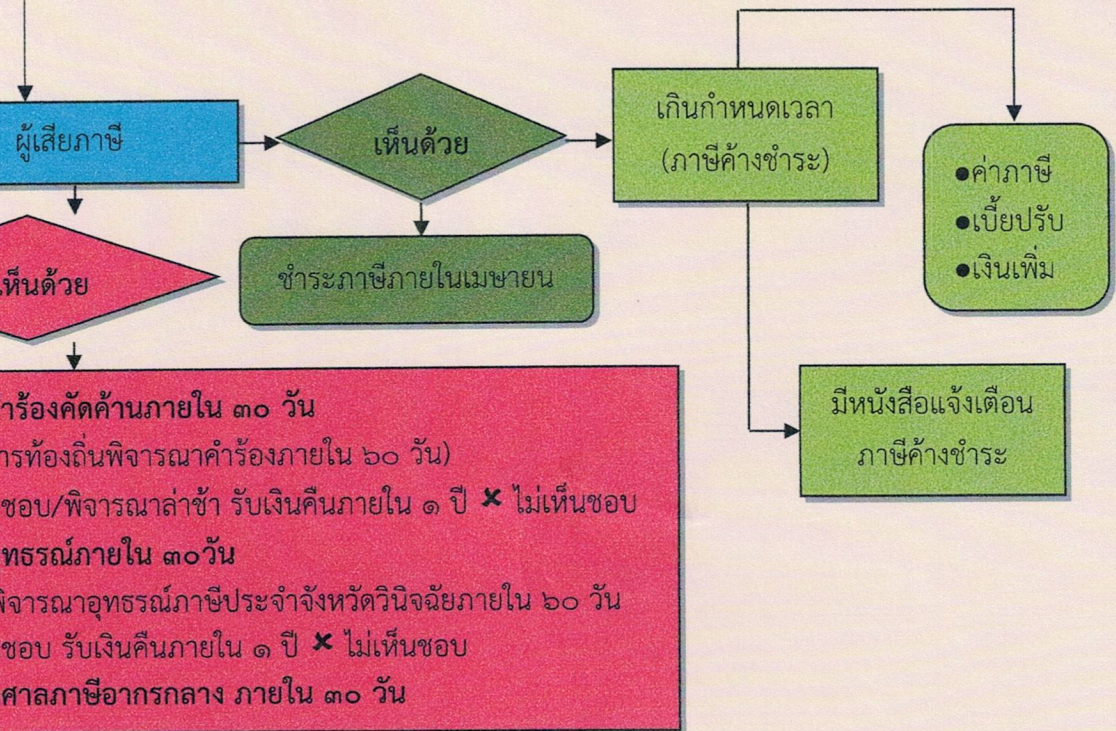 ผู้เสียภาษี
เห็นด้วย
เกินกำหนดเวลา
(ภาษีค้างชำระ)
●ค่าภาษี
●เบี้ยปรับ
●เงินเพิ่ม
เห็นด้วย
ชำระภาษีภายในเมษายน
มีหนังสือแจ้งเตือน
ภาษีค้างชำระ
ร้องคัดค้านภายใน ๓๐ วัน
ท้องถิ่นพิจารณาคำร้องภายใน ๖๐ วัน)
ชอบ/พิจารณาล่าช้า รับเงินคืนภายใน ๑ ปี ✖ ไม่เห็นชอบ
ทธรณ์ภายใน ๓๐วัน
พิจารณาอุทธรณ์ภาษีประจำจังหวัดวินิจฉัยภายใน ๖๐ วัน
ชอบ รับเงินคืนภายใน ๑ ปี ✖ ไม่เห็นชอบ
ศาลภาษีอากรกลาง ภายใน ๓๐ วัน